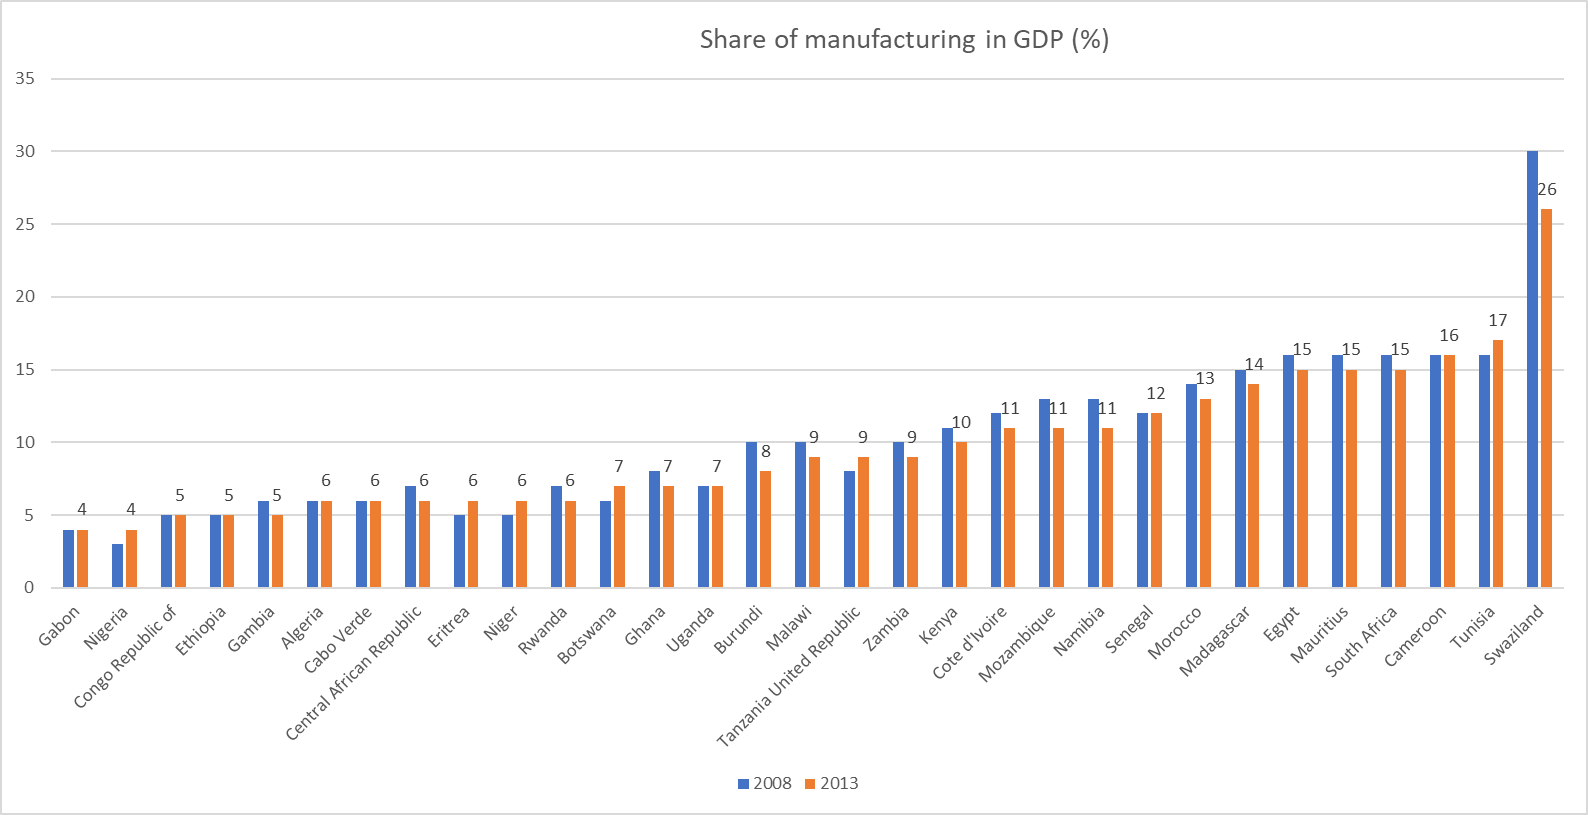 Share of manufacturing in GDP (%)
35
30
25
20
15
10
5
0
4
4
5
5
5
6
6
6
6
6
6
7
7
7
8
9
9
9
10
11
11
11
12
13
14
15
15
15
16
17
26
Gabon
Nigeria
Congo Republic of
Ethiopia
Gambia
Algeria
Cabo Verde
Central African Republic
Eritrea
Niger
Rwanda
Botswana
Ghana
Uganda
Burundi
Malawi
Tanzania United Republic
Zambia
Kenya
Cote d'Ivoire
Mozambique
Namibia
Senegal
Morocco
Madagascar
Egypt
Mauritius
South Africa
Cameroon
Tunisia
Swaziland
2008 2013